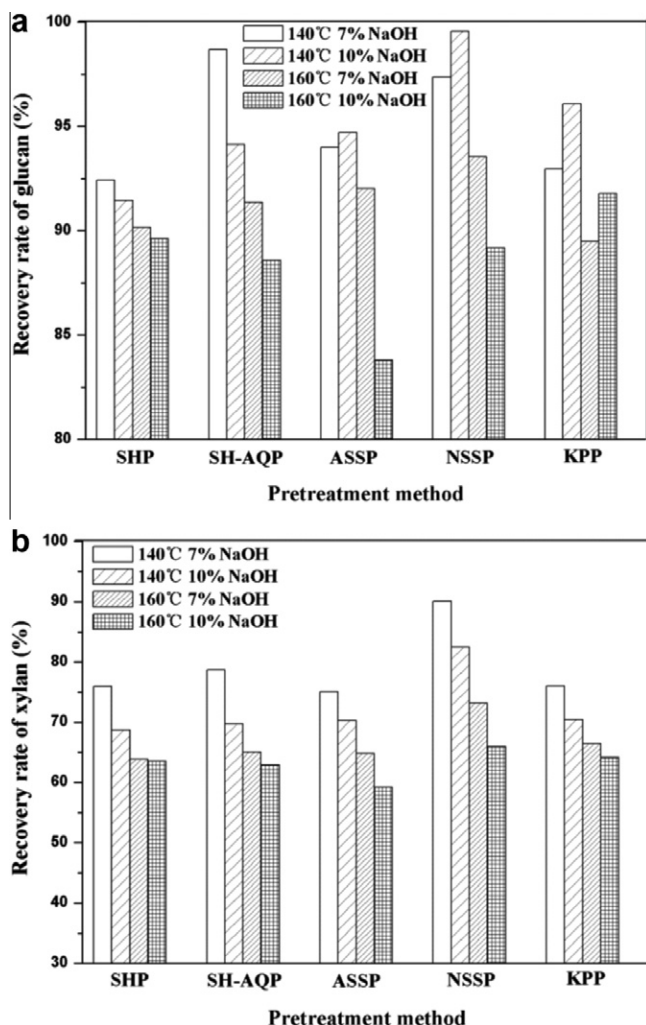 a
100
95
90
85
80
Recovery rate of glucan (%)
140℃ 7% NaOH
140℃ 10% NaOH
160℃ 7% NaOH
160℃ 10% NaOH
SHP SH-AQP ASSP NSSP KPP
Pretreatment method
b
100
90
80
70
60
50
40
30
Recovery rate of xylan (%)
140℃ 7% NaOH
140℃ 10% NaOH
160℃ 7% NaOH
160℃ 10% NaOH
SHP SH-AQP ASSP NSSP KPP
Pretreatment method